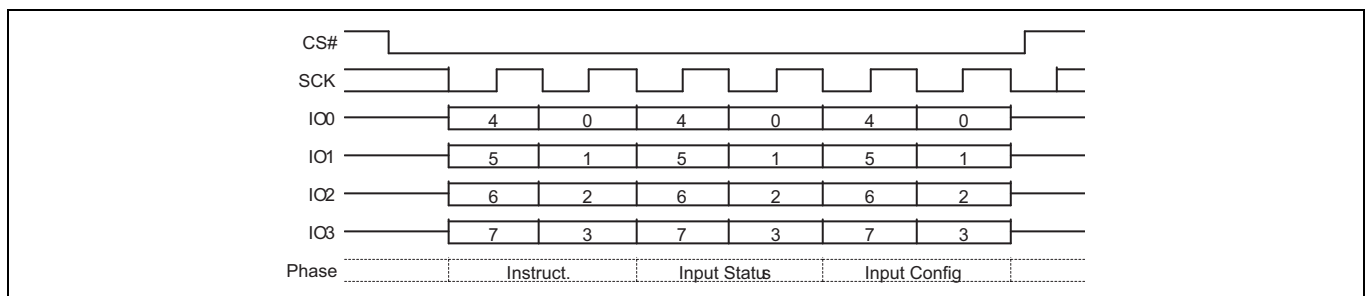 CS#
SCK
IO0 4 0 4 0 4 0
IO1 5 1 5 1 5 1
IO2 6 2 6 2 6 2
IO3 7 3 7 3 7 3
Phase Instruct. Input Status Input Config